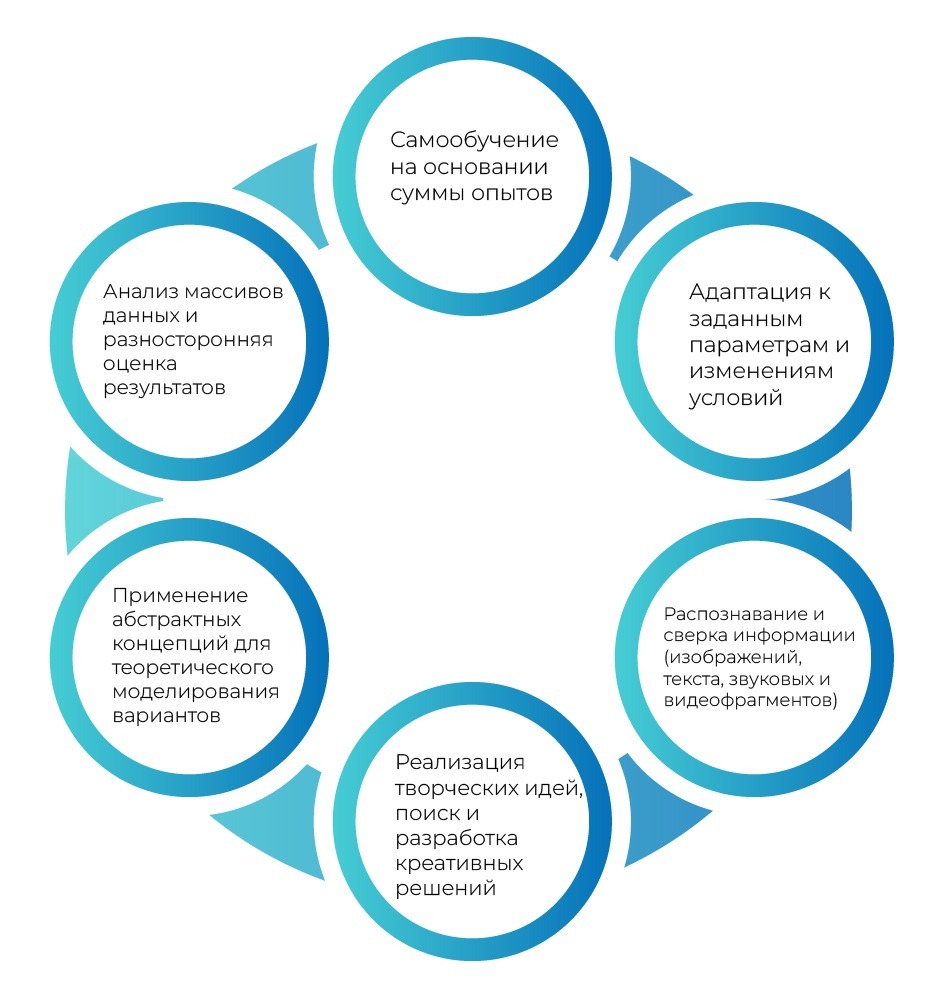 Самообучение
на основании
суммы опытов
Адаптация к
заданным
параметрам и
изменениям
условий
Распознавание и
сверка информации
(изображений,
текста, звуковых и
видеофрагментов)
Реализация
творческих идей,
поиск и
разработка
креативных
решений
Применение
абстрактных
концепций для
теоретического
моделирования
вариантов
Анализ массивов
данных и
разносторонняя
оценка
результатов